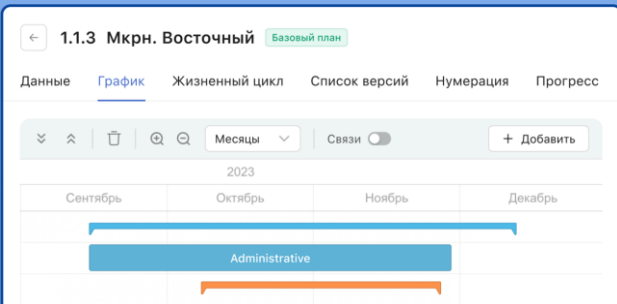 1.1.3 Мкрн. Восточный Базовый план
Данные График Жизненный цикл Список версий Нумерация Прогресс
Месяцы Связи + Добавить
2023
Сентябрь Октябрь Ноябрь Декабрь
Administrative